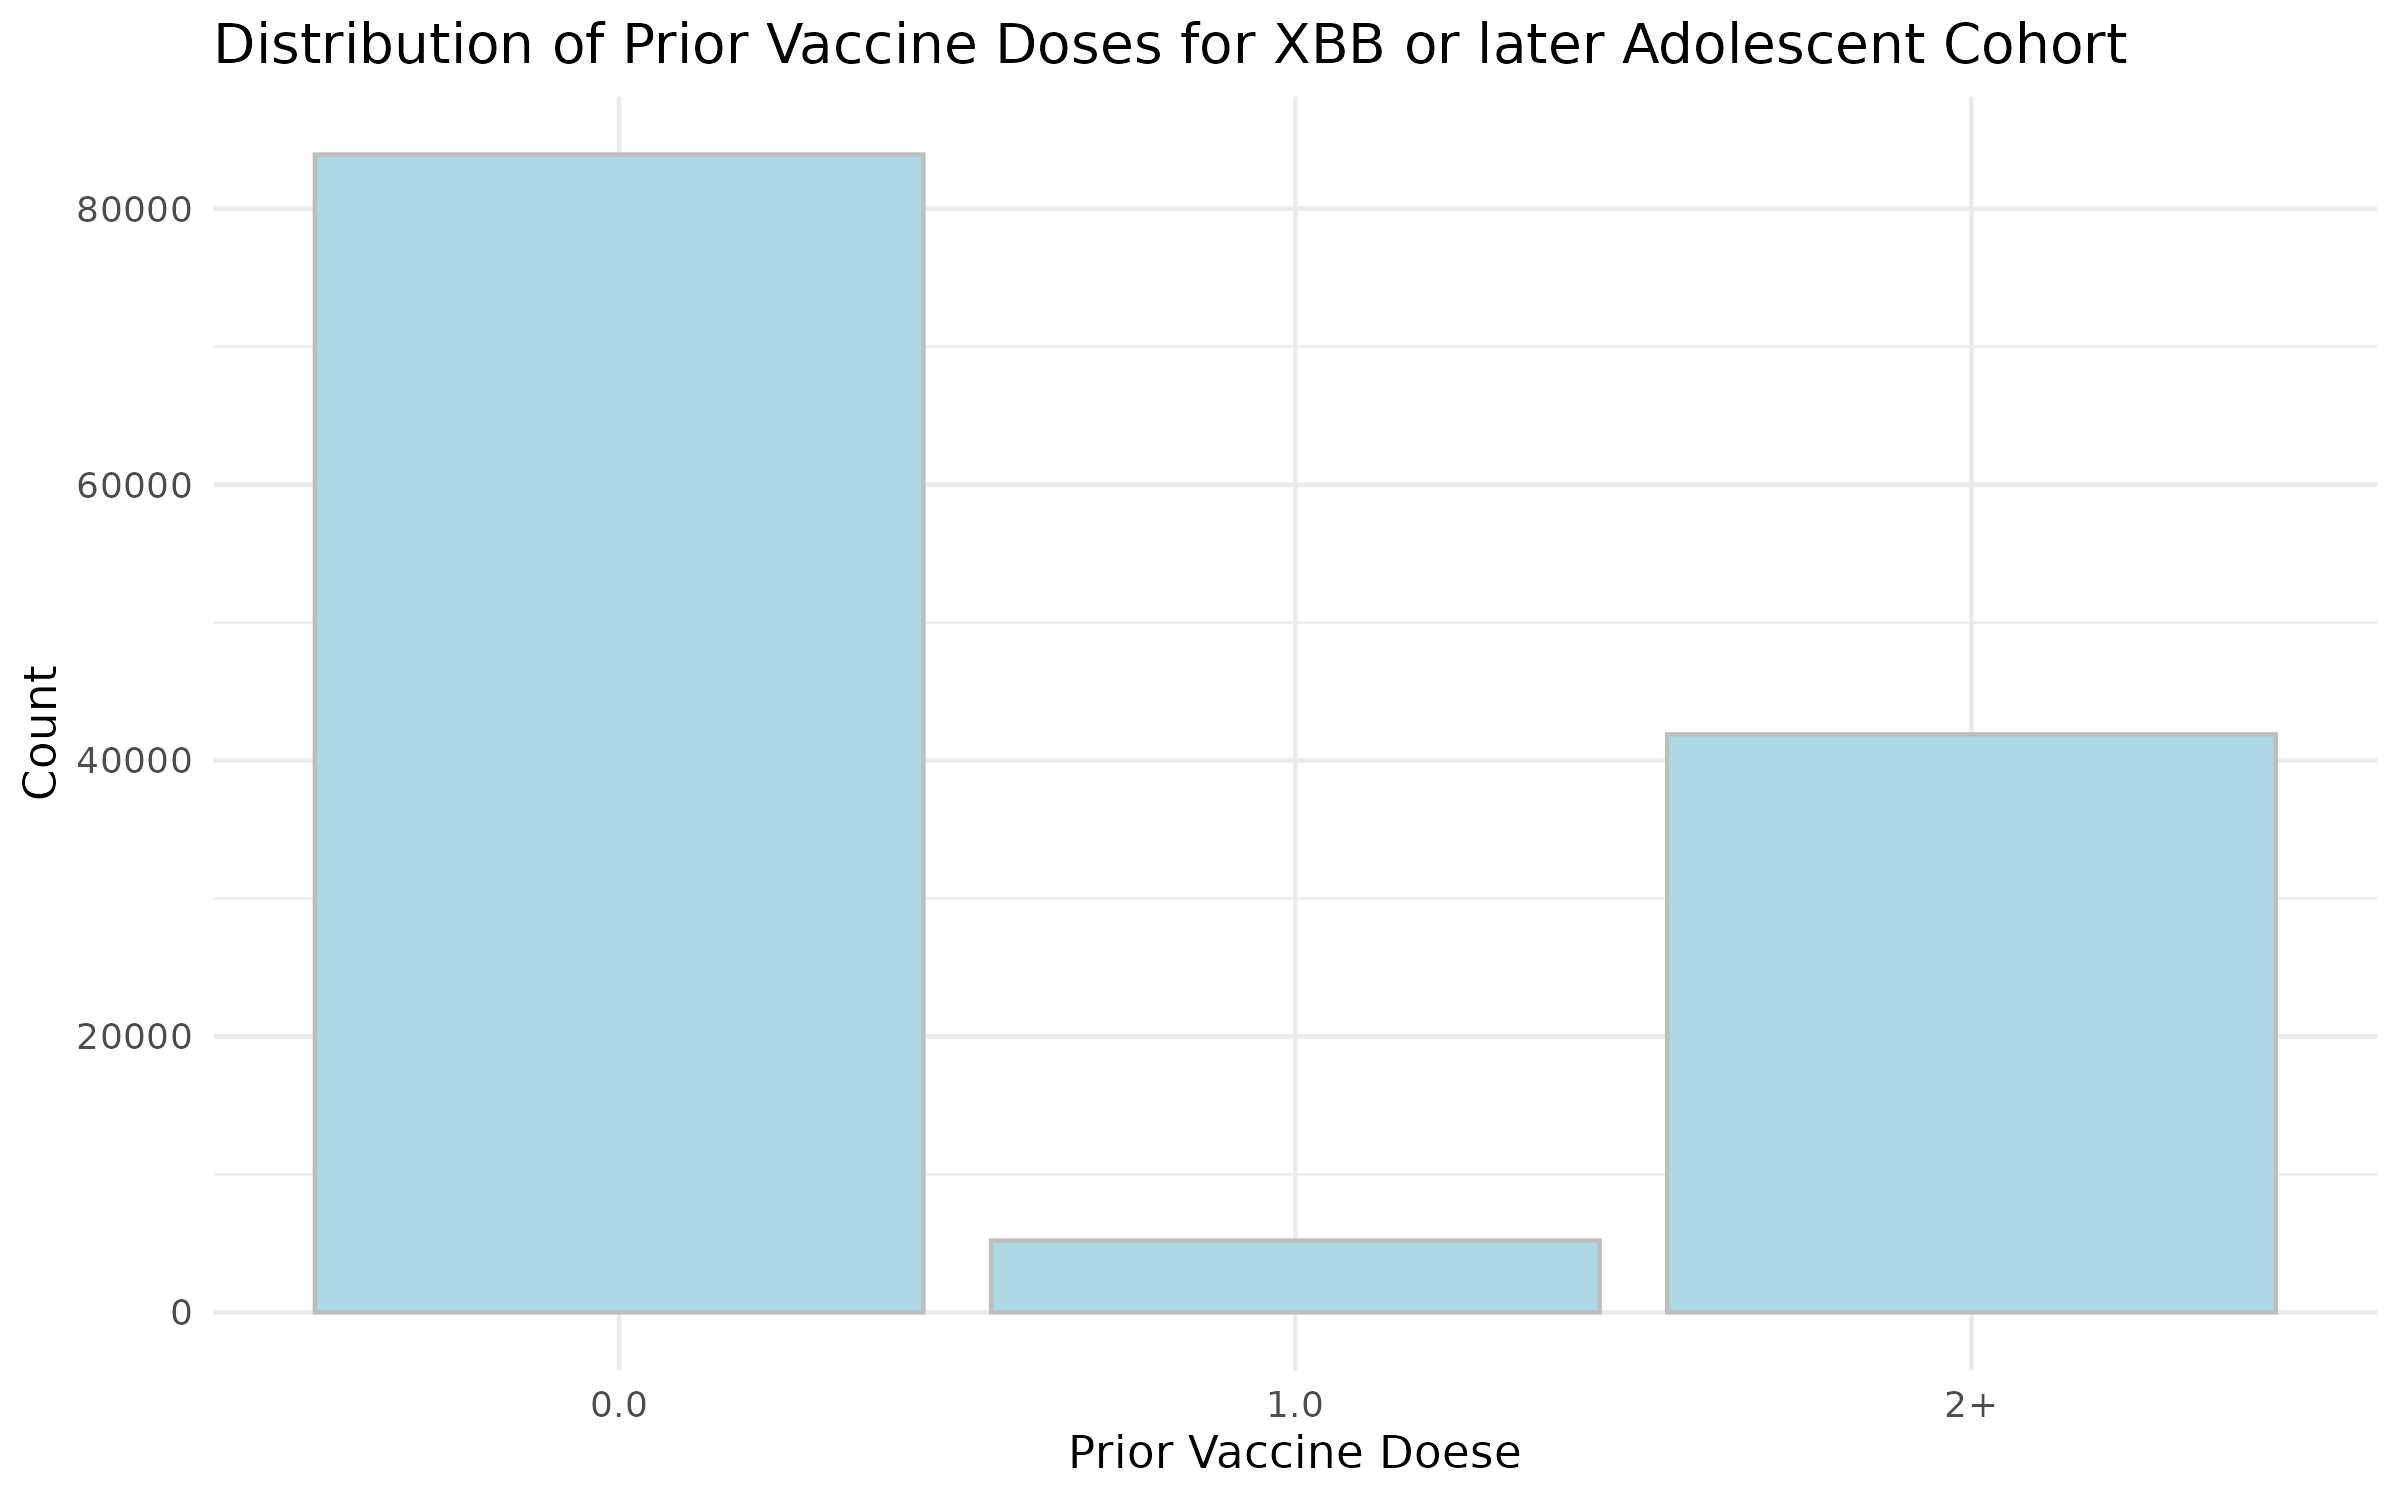 Distribution of Prior Vaccine Doses for XBB or later Adolescent Cohort
80000
60000
Count
40000
20000
0
0.0 1.0 2+
Prior Vaccine Doese